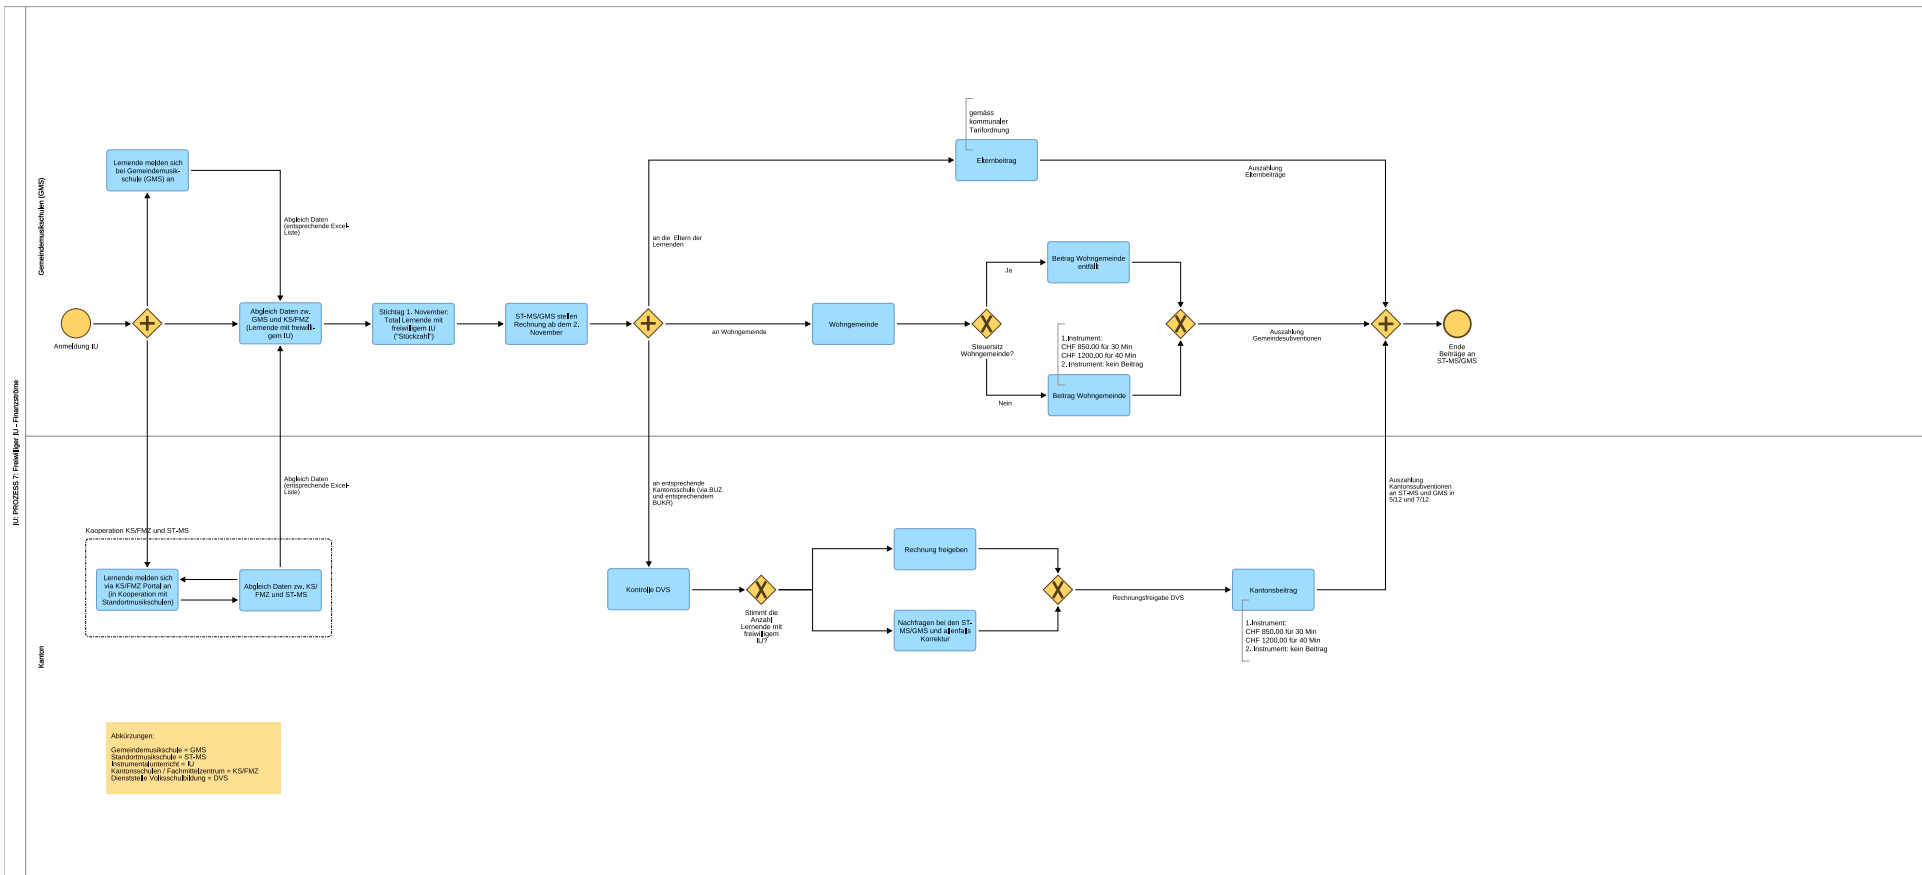 IU: PROZESS 7: Freiwilliger IU - Finanzströme
Gemeindemusikschulen (GMS)
gemäss
kommunaler
Tarifordnung
Elternbeitrag
Auszahlung
Elternbeiträge
Lernende melden sich
bei Gemeindemusik-
schule (GMS) an
Abgleich Daten
(entsprechende Excel-
Liste)
an die Eltern der
Lernenden
Anmeldung IU
Abgleich Daten zw.
GMS und KS/FMZ
(Lernende mit freiwilli-
gem IU)
Stichtag 1. November:
Total Lernende mit
freiwilligem IU
("Stückzahl")
ST-MS/GMS stellen
Rechnung ab dem 2.
November
an Wohngemeinde
Wohngemeinde
Steuersitz
Wohngemeinde?
Ja
Beitrag Wohngemeinde
entfällt
Nein
1.Instrument:
CHF 850.00 für 30 Min
CHF 1200.00 für 40 Min
2. Instrument: kein Beitrag
Beitrag Wohngemeinde
Auszahlung
Gemeindesubventionen
Ende
Beiträge an
ST-MS/GMS
Kanton
Abgleich Daten
(entsprechende Excel-
Liste)
Kooperation KS/FMZ und ST-MS
Lernende melden sich
via KS/FMZ Portal an
(in Kooperation mit
Standortmusikschulen)
Abgleich Daten zw. KS/
FMZ und ST-MS
an entsprechende
Kantonsschule (via BUZ
und entsprechendem
BUKR)
Kontrolle DVS
Stimmt die
Anzahl
Lernende mit
freiwilligem
IU?
Rechnung freigeben
Nachfragen bei den ST-
MS/GMS und allenfalls
Korrektur
Rechnungsfreigabe DVS
Kantonsbeitrag
1.Instrument:
CHF 850.00 für 30 Min
CHF 1200.00 für 40 Min
2. Instrument: kein Beitrag
Auszahlung
Kantonssubventionen
an ST-MS und GMS in
5/12 und 7/12
Abkürzungen:
Gemeindemusikschule = GMS
Standortmusikschule = ST-MS
Instrumentalunterricht = IU
Kantonsschulen / Fachmittelzentrum = KS/FMZ
Dienststelle Volksschulbildung = DVS